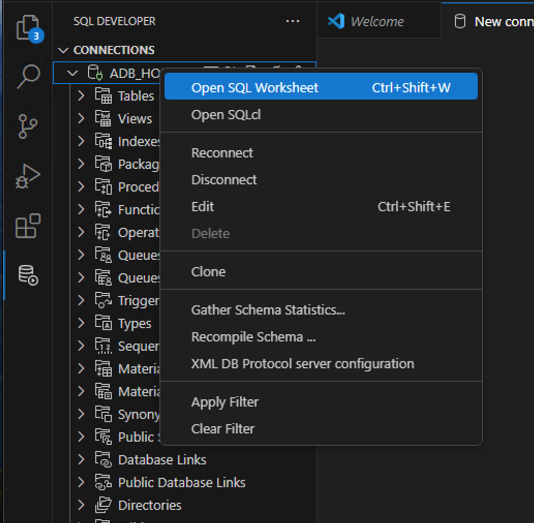 SQL DEVELOPER
...
Welcome
New conn
3
CONNECTIONS
ADB_HO
Open SQL Worksheet Ctrl+Shift+W
Open SQLcl
Reconnect
Disconnect
Edit Ctrl+Shift+E
Delete
Clone
Gather Schema Statistics...
Recompile Schema ...
XML DB Protocol server configuration
Apply Filter
Clear Filter
Tables
Views
Indexes
Packag
Proced
Functio
Operat
Queues
Queues
Trigger
Types
Sequen
Materia
Materia
Synony
Public S
Database Links
Public Database Links
Directories